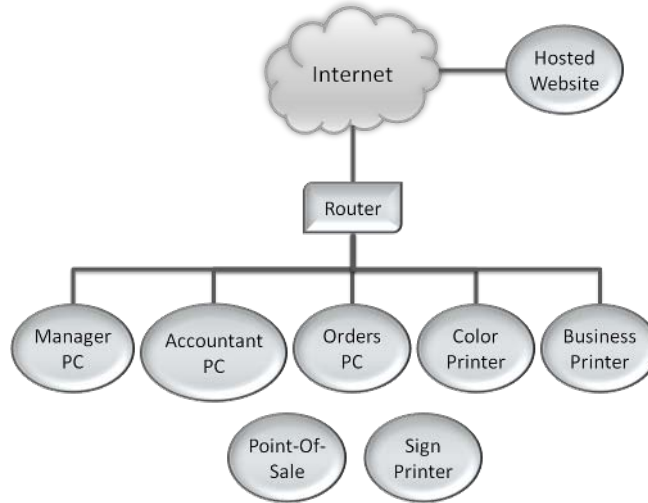 Internet
Hosted
Website
Router
Manager
PC
Accountant
PC
Orders
PC
Color
Printer
Business
Printer
Point-Of-
Sale
Sign
Printer